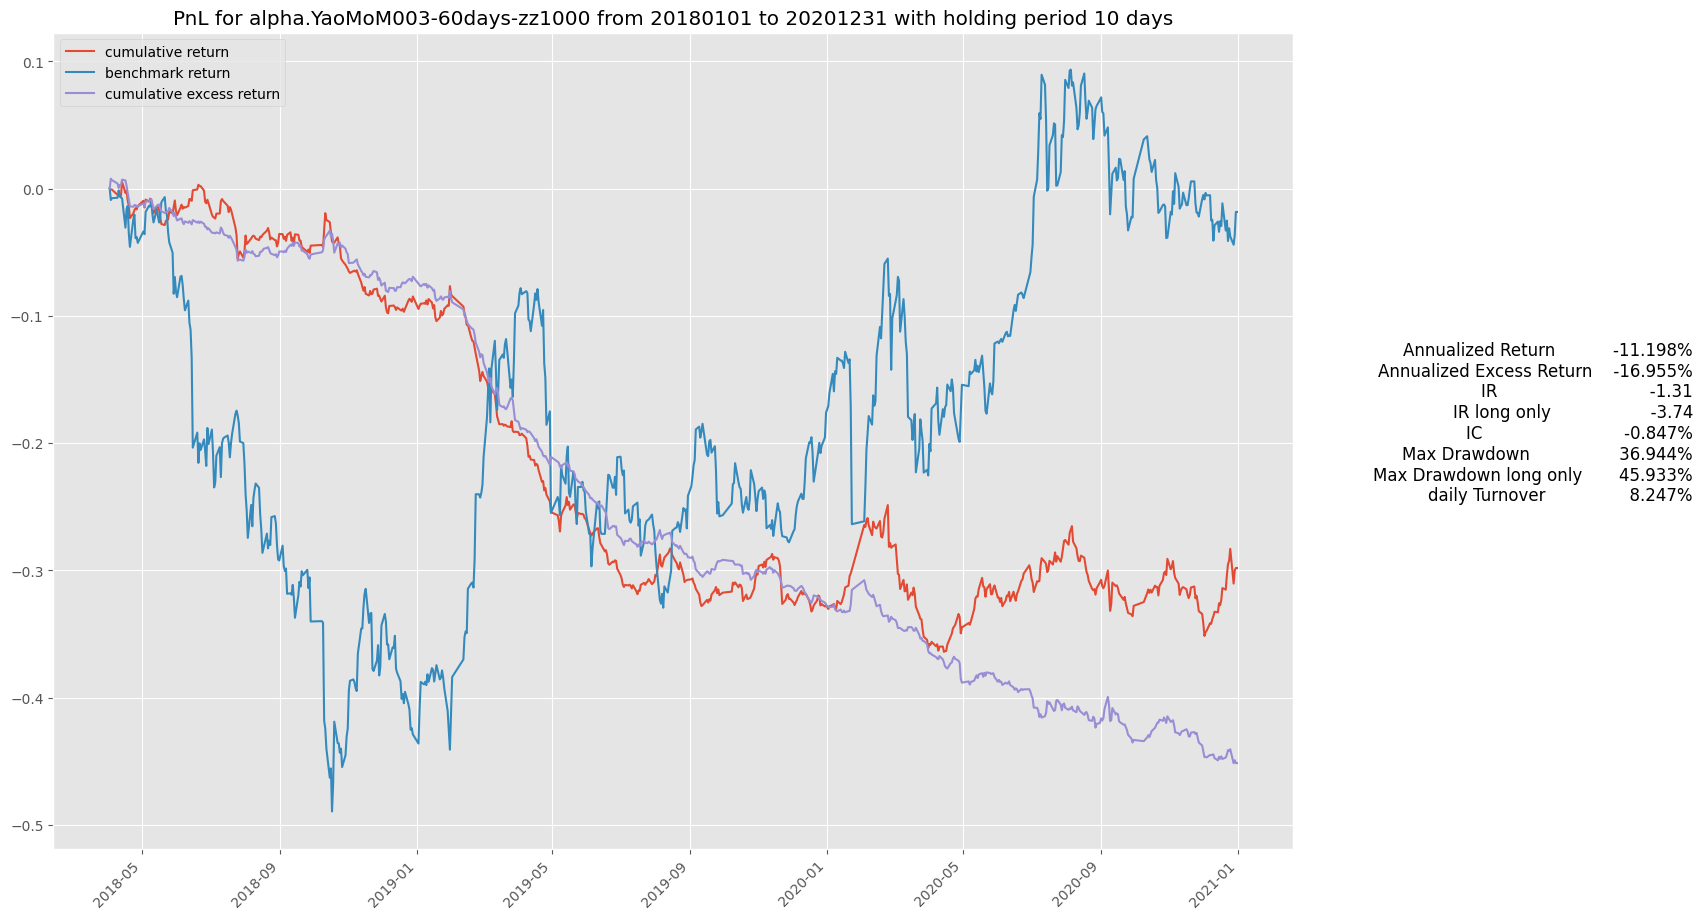 PnL for alpha.YaoMoM003-60days-zz1000 from 20180101 to 20201231 with holding period 10 days
cumulative return
benchmark return
cumulative excess return
0.1
0.0
−0.1
−0.2
−0.3
−0.4
−0.5
2018-05
2018-09
2019-01
2019-05
2019-09
2020-01
2020-05
2020-09
2021-01
Annualized Return -11.198%
Annualized Excess Return -16.955%
IR -1.31
IR long only -3.74
IC -0.847%
Max Drawdown 36.944%
Max Drawdown long only 45.933%
daily Turnover 8.247%